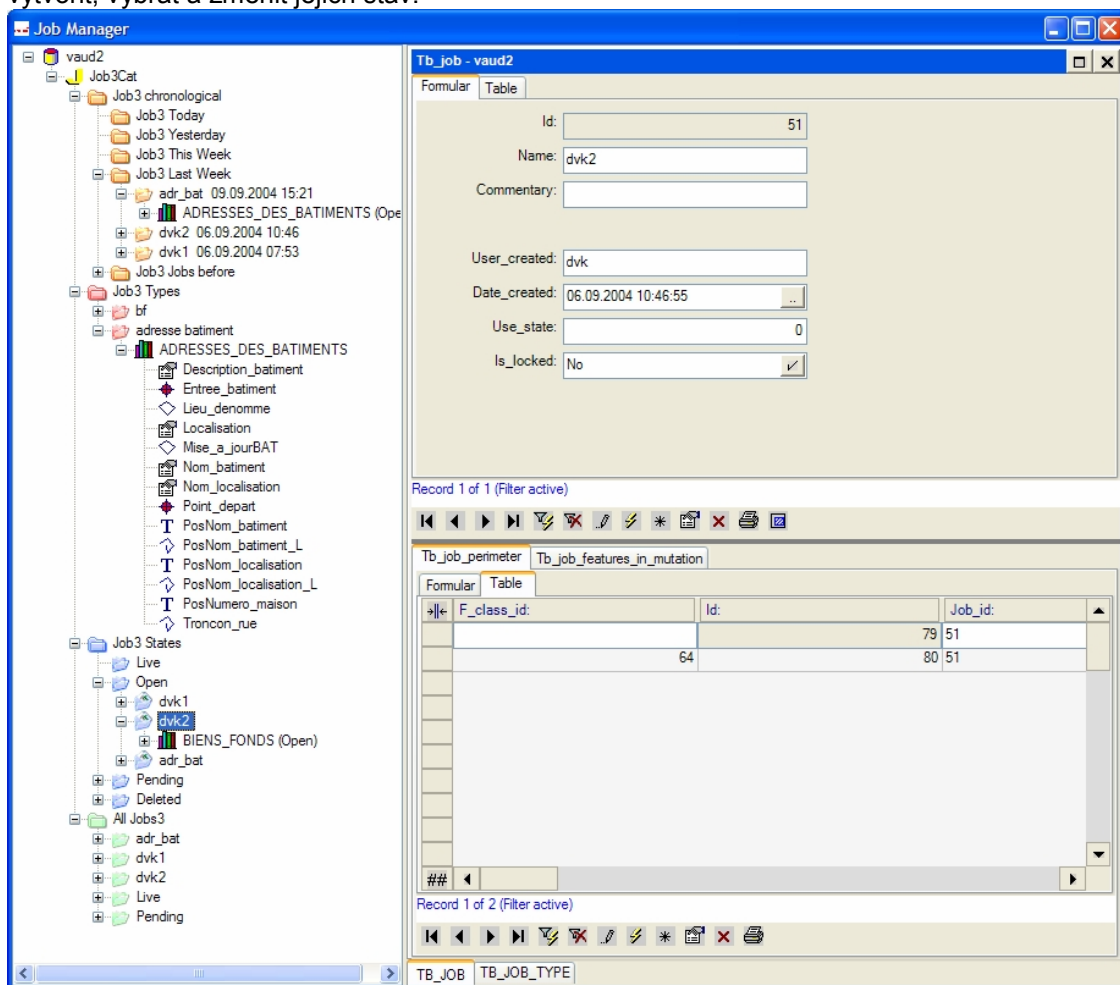 vytvořit, vybrat a změnit jejich stav.
Job Manager
vaud2
Job3Cat
Job3 chronological
Job3 Today
Job3 Yesterday
Job3 This Week
Job3 Last Week
adr_bat 09.09.2004 15:21
ADRESSES_DES_BATIMENTS (Ope
dvk2 06.09.2004 10:46
dvk1 06.09.2004 07:53
Job3 Jobs before
Job3 Types
bf
adresse batiment
ADRESSES_DES_BATIMENTS
Description_batiment
Entree_batiment
Lieu_denomme
Localisation
Mise_a_jourBAT
Nom_batiment
Nom_localisation
Point_depart
PosNom_batiment
PosNom_batiment_L
PosNom_localisation
PosNom_localisation_L
PosNumero_maison
Troncon_rue
Job3 States
Live
Open
dvk1
dvk2
BIENS_FONDS (Open)
adr_bat
Pending
Deleted
All Jobs3
adr_bat
dvk1
dvk2
Live
Pending
Tb_job - vaud2
Formular Table
Id: 51
Name: dvk2
Commentary:
User_created: dvk
Date_created: 06.09.2004 10:46:55 ..
Use_state: 0
Is_locked: No
Record 1 of 1 (Filter active)
Tb_job_perimeter Tb_job_features_in_mutation
Formular Table
F_class_id: Id: Job_id:
79 51
64 80 51
##
Record 1 of 2 (Filter active)
TB_JOB TB_JOB_TYPE